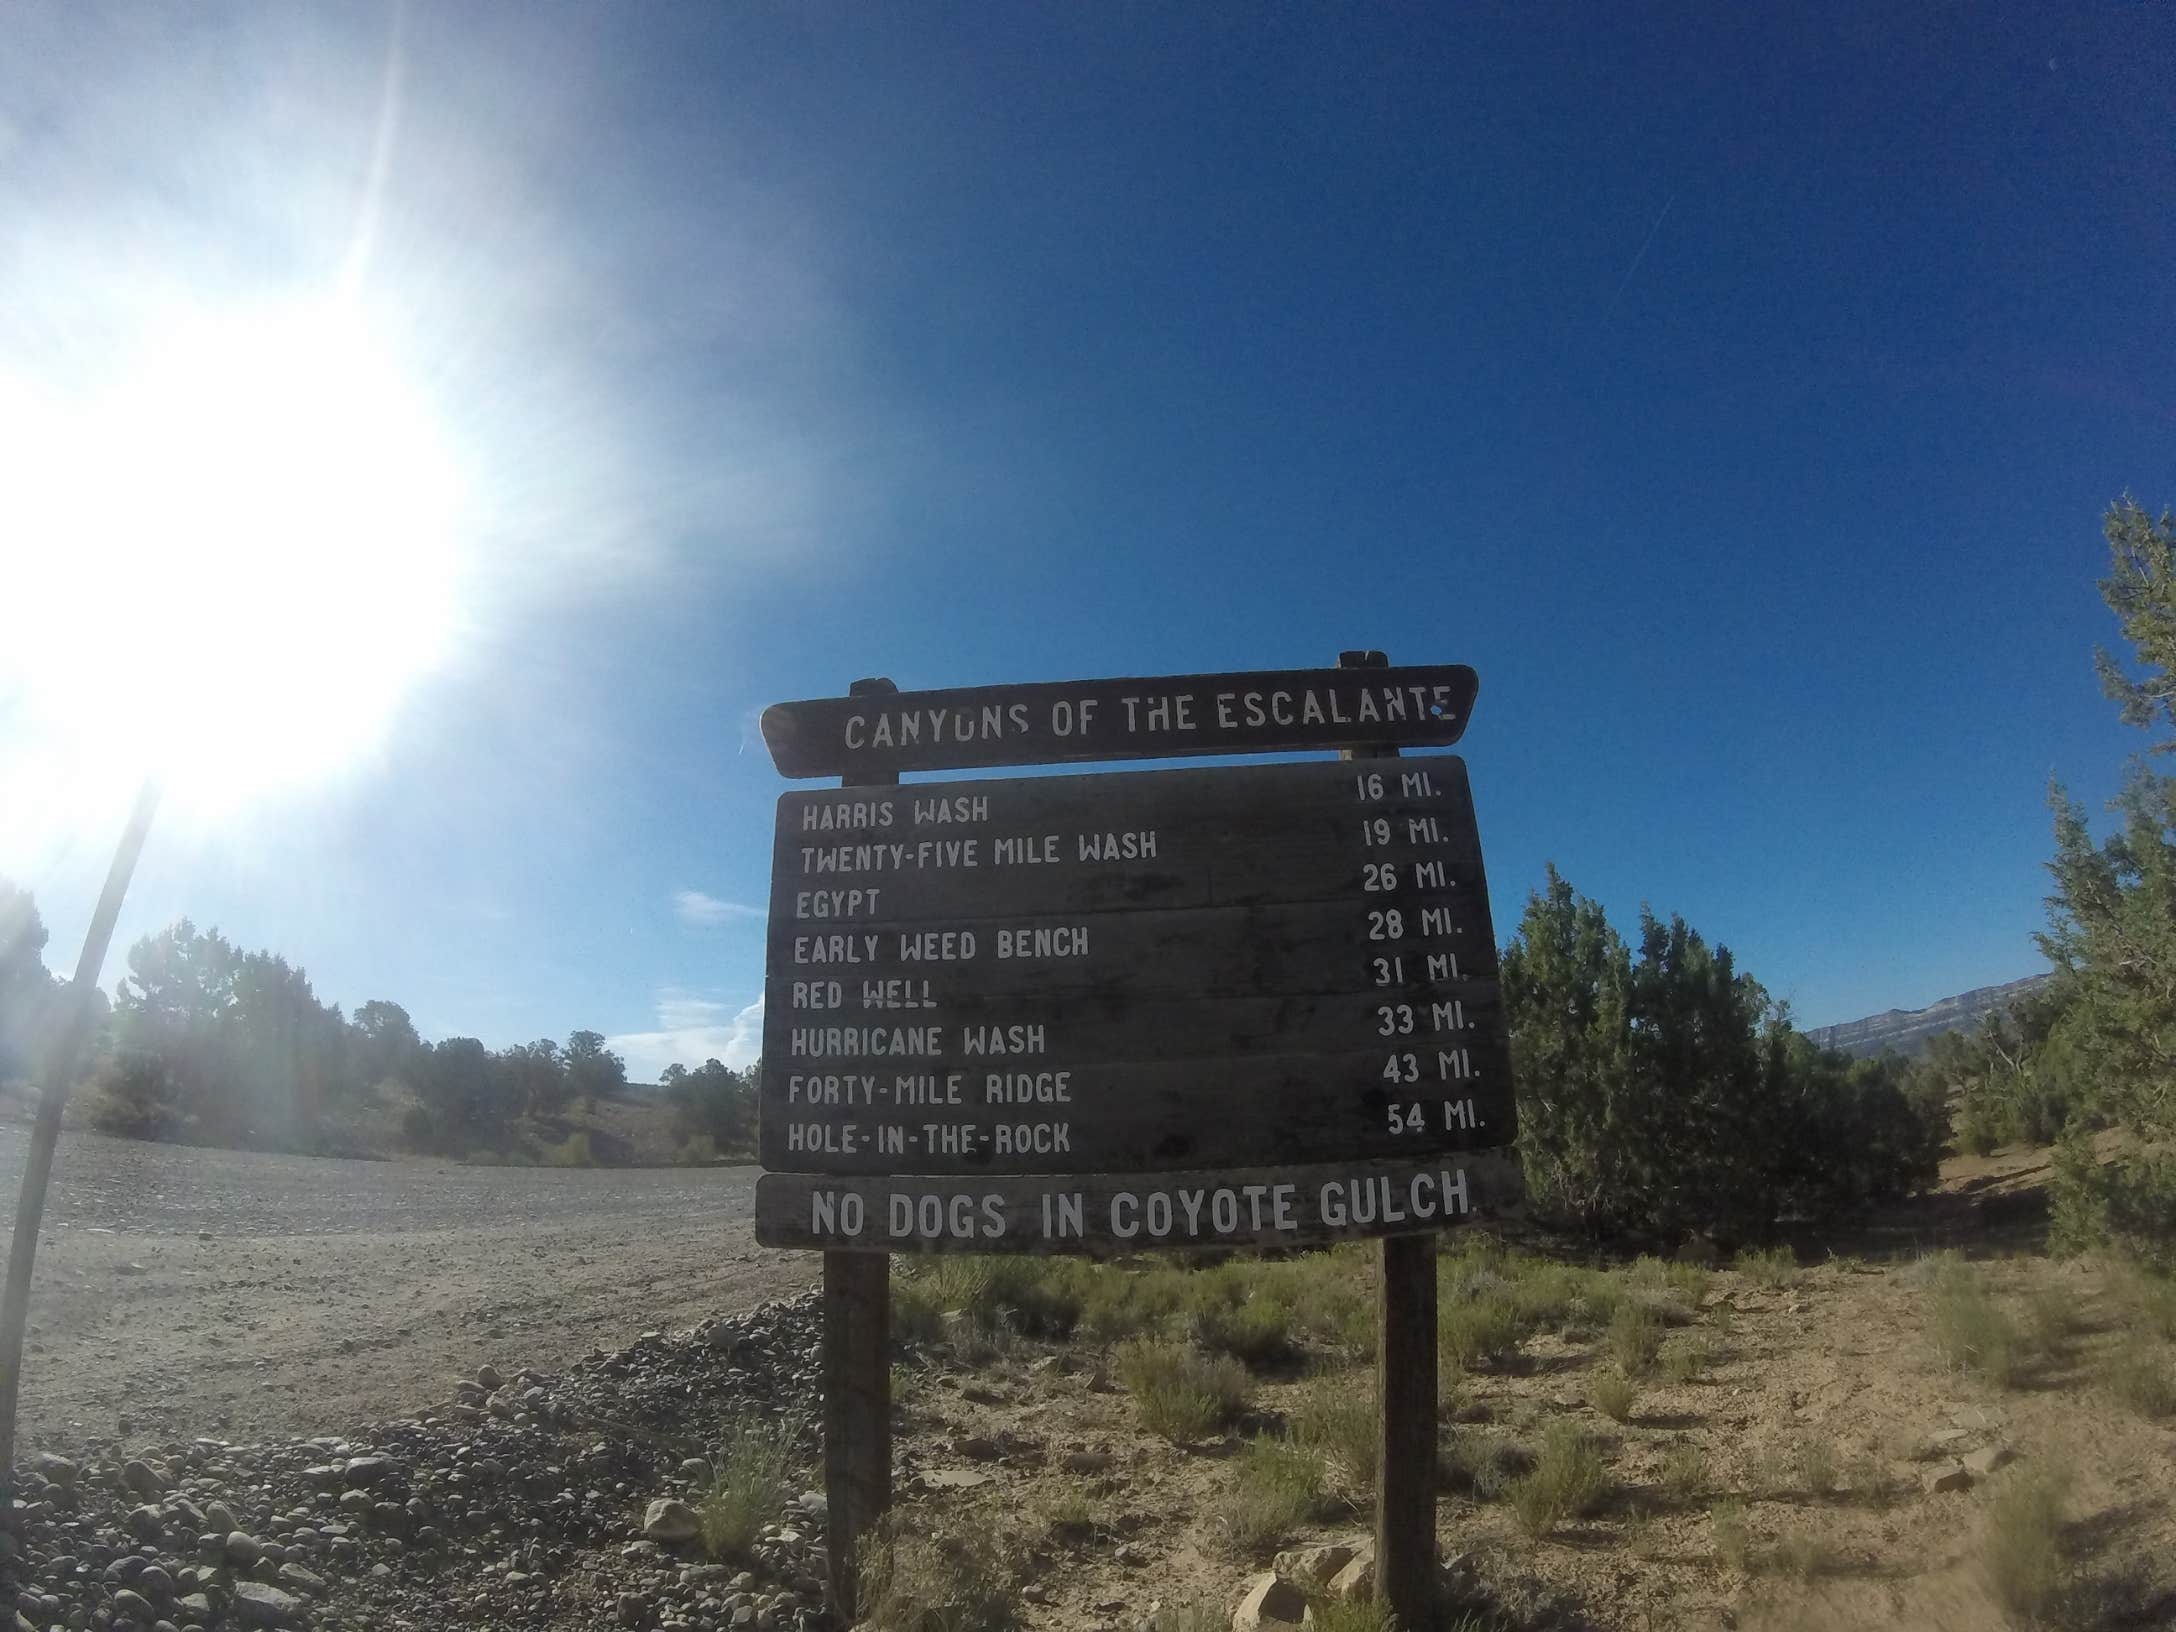 CANYONS OF THE ESCALANTE
HARRIS WASH 16 MI.
TWENTY-FIVE MILE WASH 19 MI.
EGYPT 26 MI.
EARLY WEED BENCH 28 MI.
RED WELL 31 MI.
HURRICANE WASH 33 MI.
FORTY-MILE RIDGE 43 MI.
HOLE-IN-THE-ROCK 54 MI.
NO DOGS IN COYOTE GULCH.